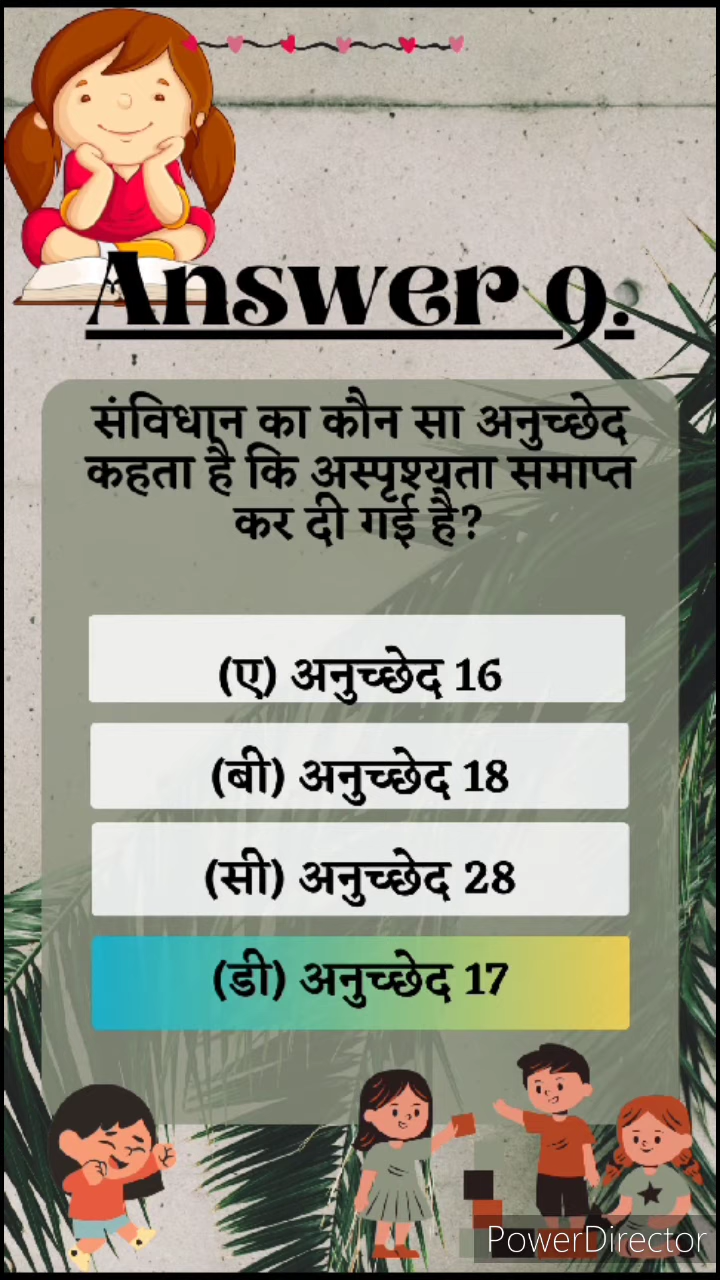 Answer 9.
संविधान का कौन सा अनुच्छेद
कहता है कि अस्पृश्यता समाप्त
कर दी गई है?
(ए) अनुच्छेद 16
(बी) अनुच्छेद 18
(सी) अनुच्छेद 28
(डी) अनुच्छेद 17
PowerDirector